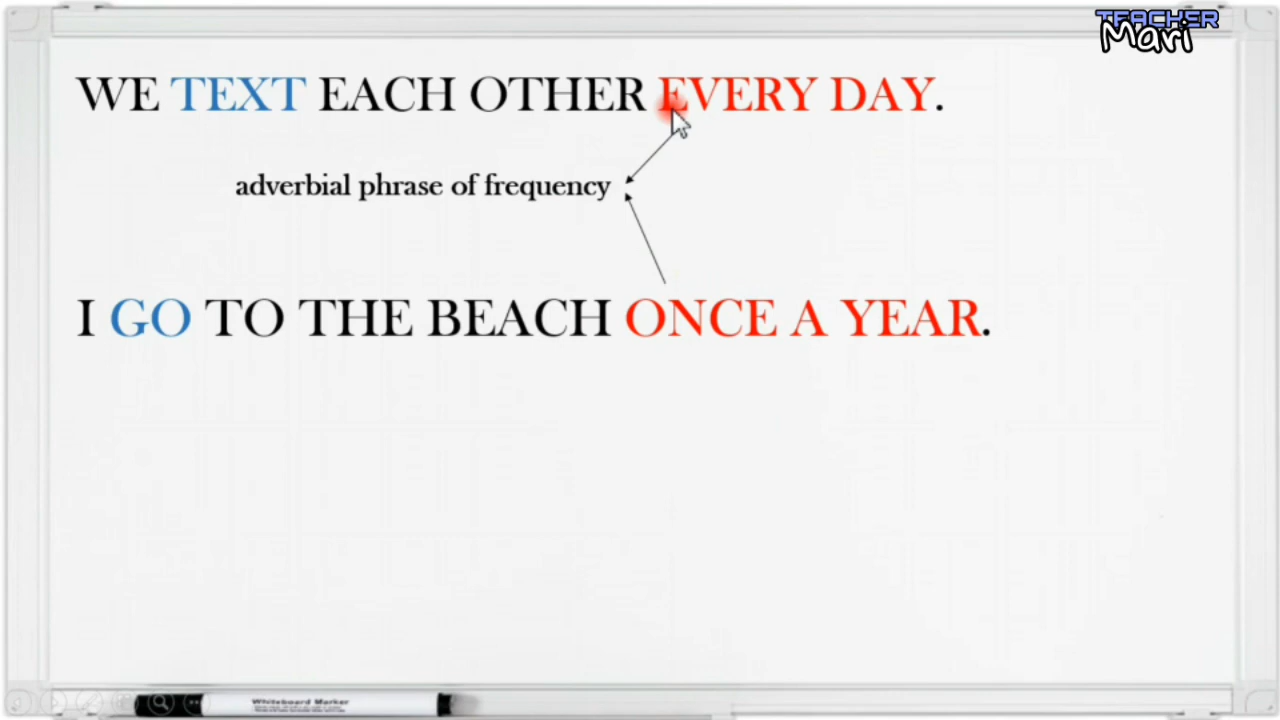 TEACHER
Mari
WE TEXT EACH OTHER EVERY DAY.
adverbial phrase of frequency
I GO TO THE BEACH ONCE A YEAR.
Whiteboard Marker